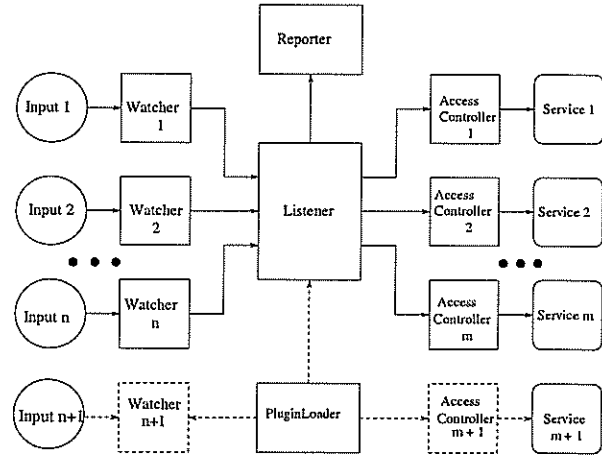 Reporter
Input 1
Watcher
1
Access
Controller
1
Service 1
Input 2
Watcher
2
Listener
Access
Controller
2
Service 2
Input n
Watcher
n
Access
Controller
m
Service m
Input n+1
Watcher
n+1
PluginLoader
Access
Controller
m + 1
Service
m + 1